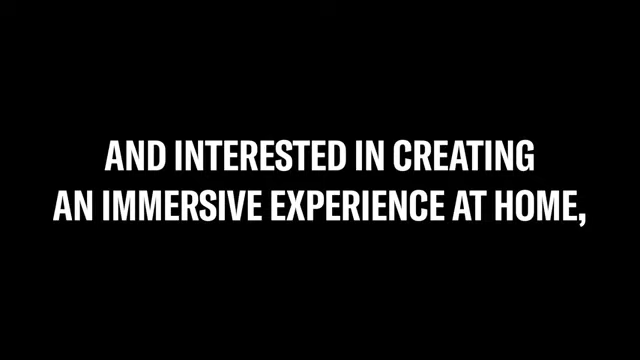 AND INTERESTED IN CREATING
AN IMMERSIVE EXPERIENCE AT HOME,